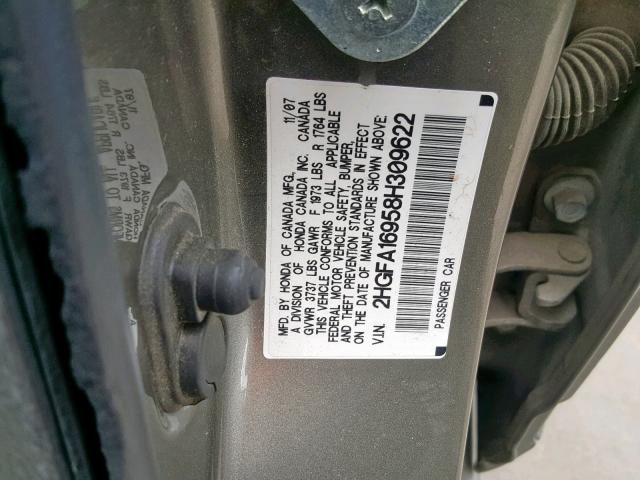 MFD. BY HONDA OF CANADA MFG. 11/07
A DIVISION OF HONDA CANADA INC. CANADA
GVWR 3737 LBS GAWR F 1973 LBS R 1764 LBS
THIS VEHICLE CONFORMS TO ALL APPLICABLE
FEDERAL MOTOR VEHICLE SAFETY, BUMPER,
AND THEFT PREVENTION STANDARDS IN EFFECT
ON THE DATE OF MANUFACTURE SHOWN ABOVE.
V.I.N. 2HGFA16958H309622
PASSENGER CAR